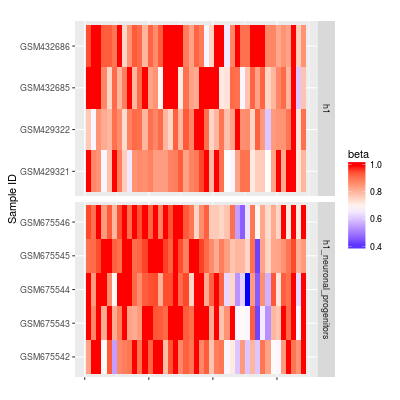 GSM432686
GSM432685
GSM429322
GSM429321
h1
GSM675546
GSM675545
GSM675544
GSM675543
GSM675542
h1_neuronal_progenitors
Sample ID
beta
1.0
0.8
0.6
0.4